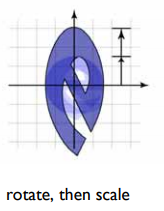 rotate, then scale